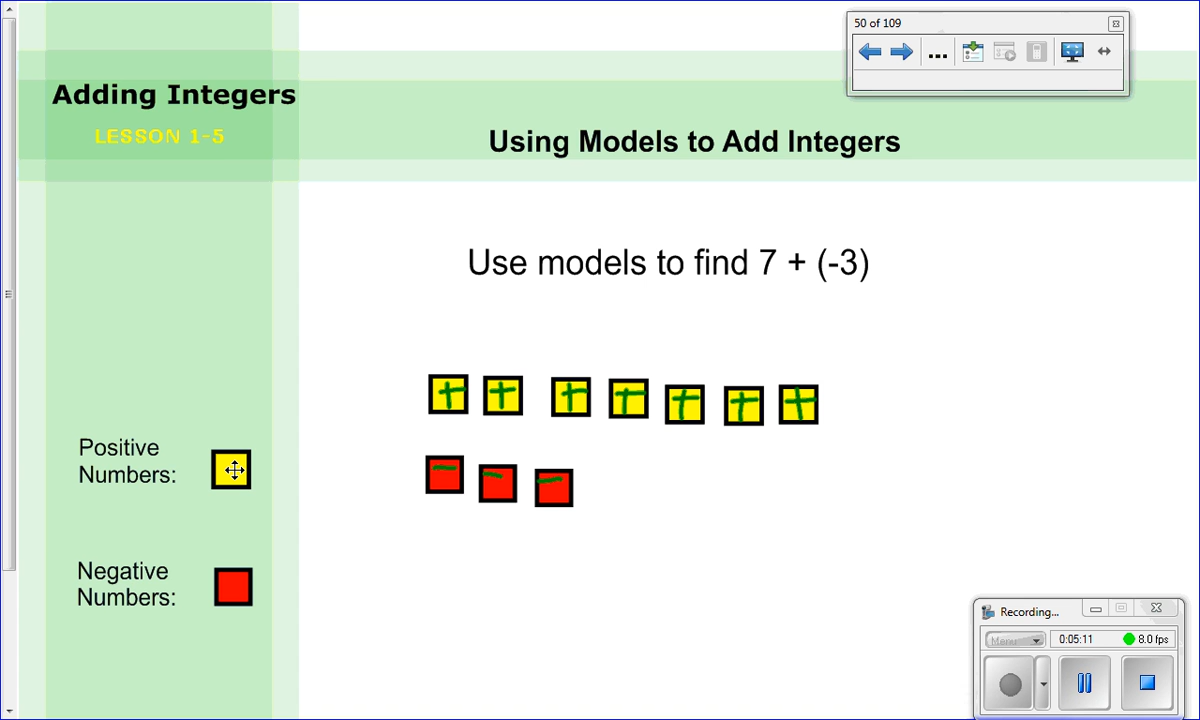 50 of 109
Adding Integers
LESSON 1-5
Using Models to Add Integers
Use models to find 7 + (-3)
+ + + + + + +
- - -
Positive
Numbers:
Negative
Numbers:
Recording...
Menu
0:05:11
8.0 fps